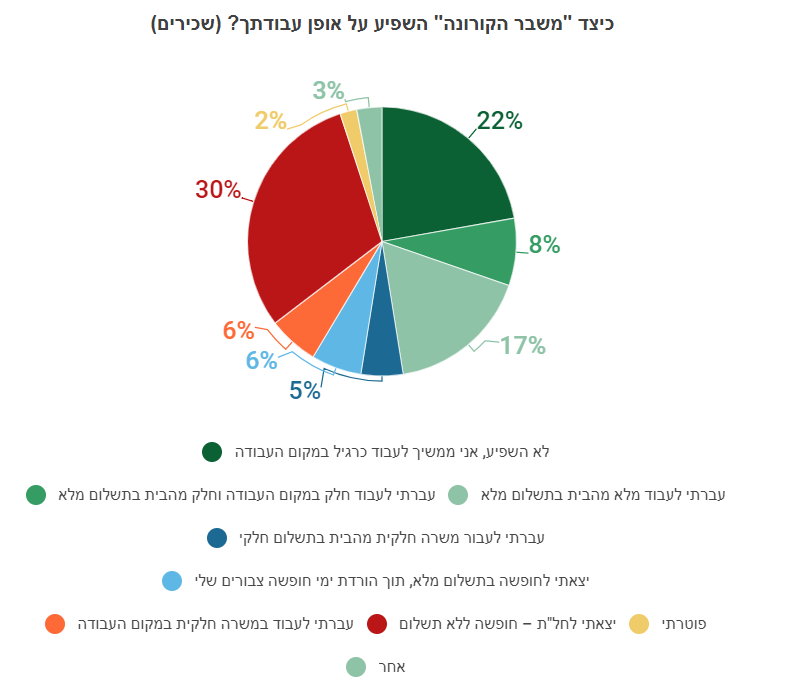 כיצד "משבר הקורונה" השפיע על אופן עבודתך? (שכירים)
3%
2%
22%
30%
8%
6%
17%
6%
5%
לא השפיע, אני ממשיך לעבוד כרגיל במקום העבודה
עברתי לעבוד חלק במקום העבודה וחלק מהבית בתשלום מלא
עברתי לעבוד מלא מהבית בתשלום מלא
עברתי לעבור משרה חלקית מהבית בתשלום חלקי
יצאתי לחופשה בתשלום מלא, תוך הורדת ימי חופשה צבורים שלי
עברתי לעבוד במשרה חלקית במקום העבודה
יצאתי לחל"ת – חופשה ללא תשלום
פוטרתי
אחר